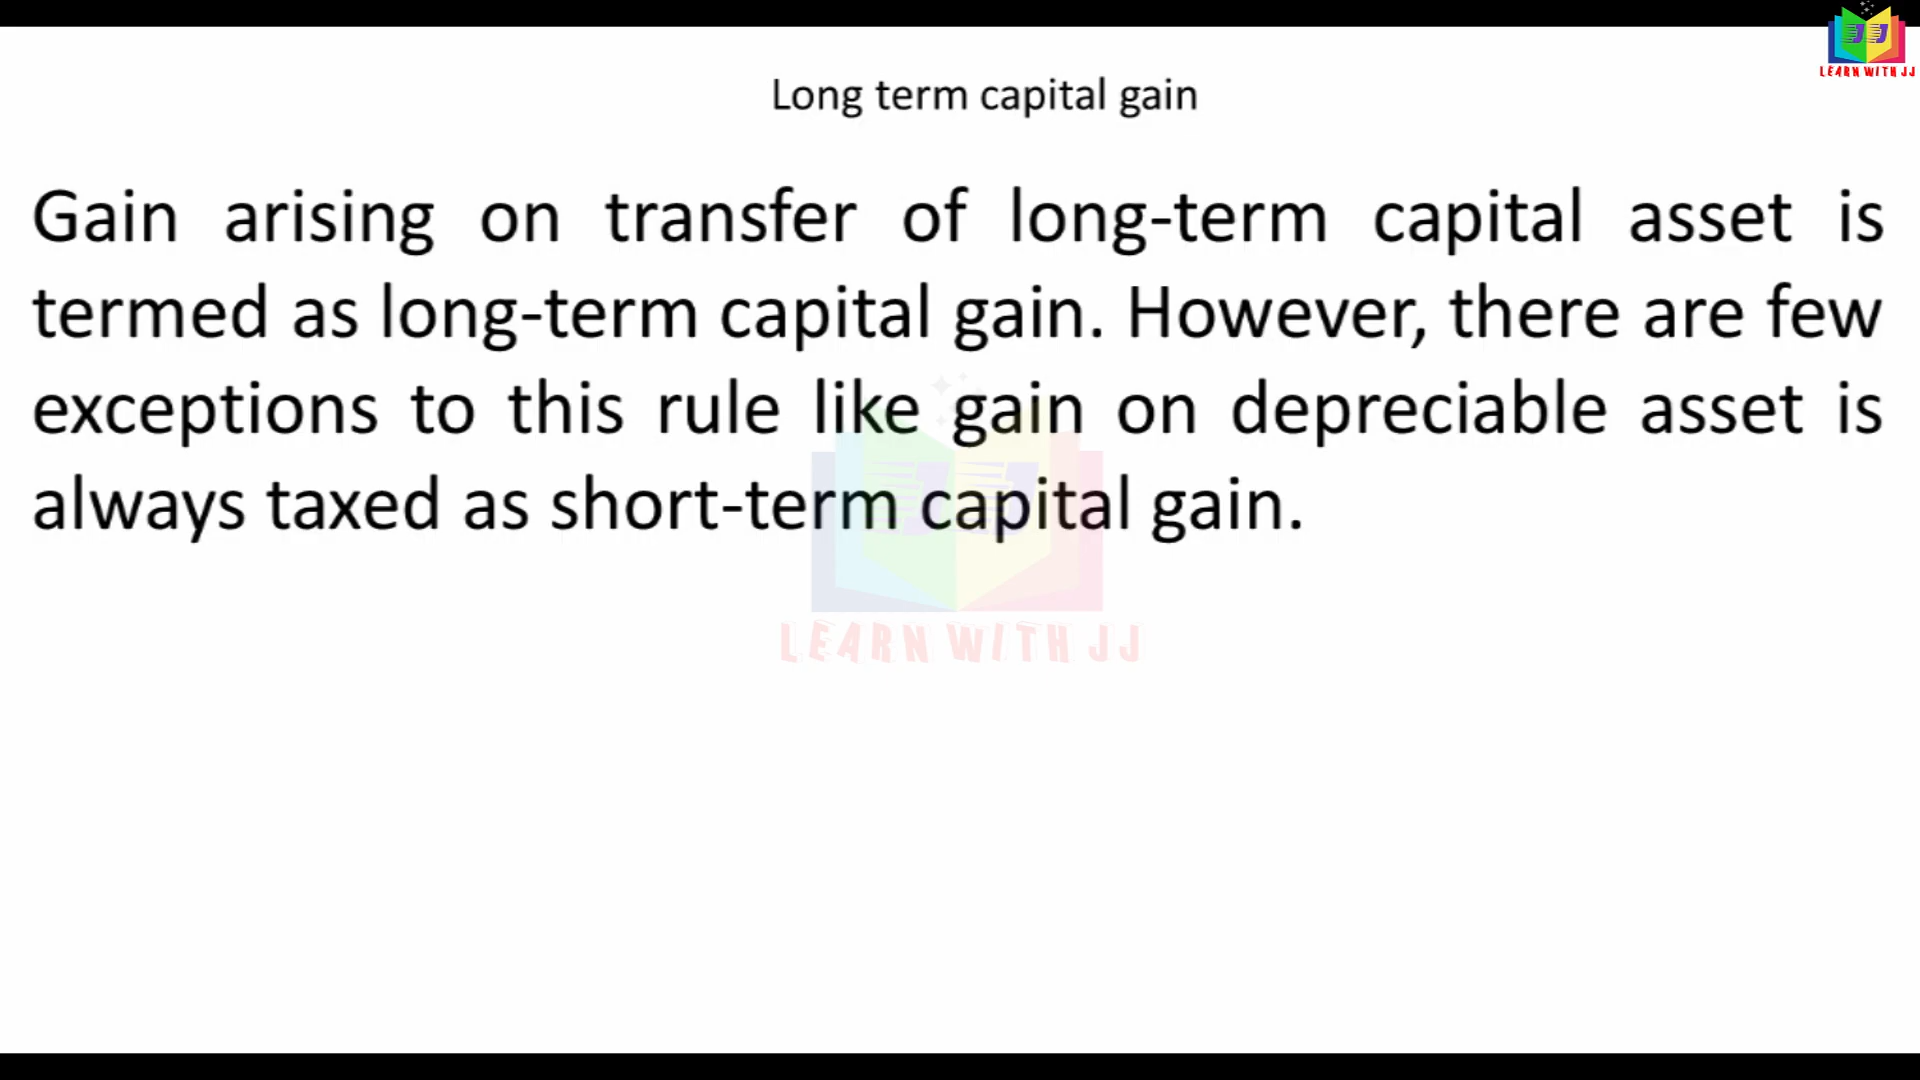 LEARN WITH JJ
Long term capital gain
Gain arising on transfer of long-term capital asset is
termed as long-term capital gain. However, there are few
exceptions to this rule like gain on depreciable asset is
always taxed as short-term capital gain.
LEARN WITH JJ